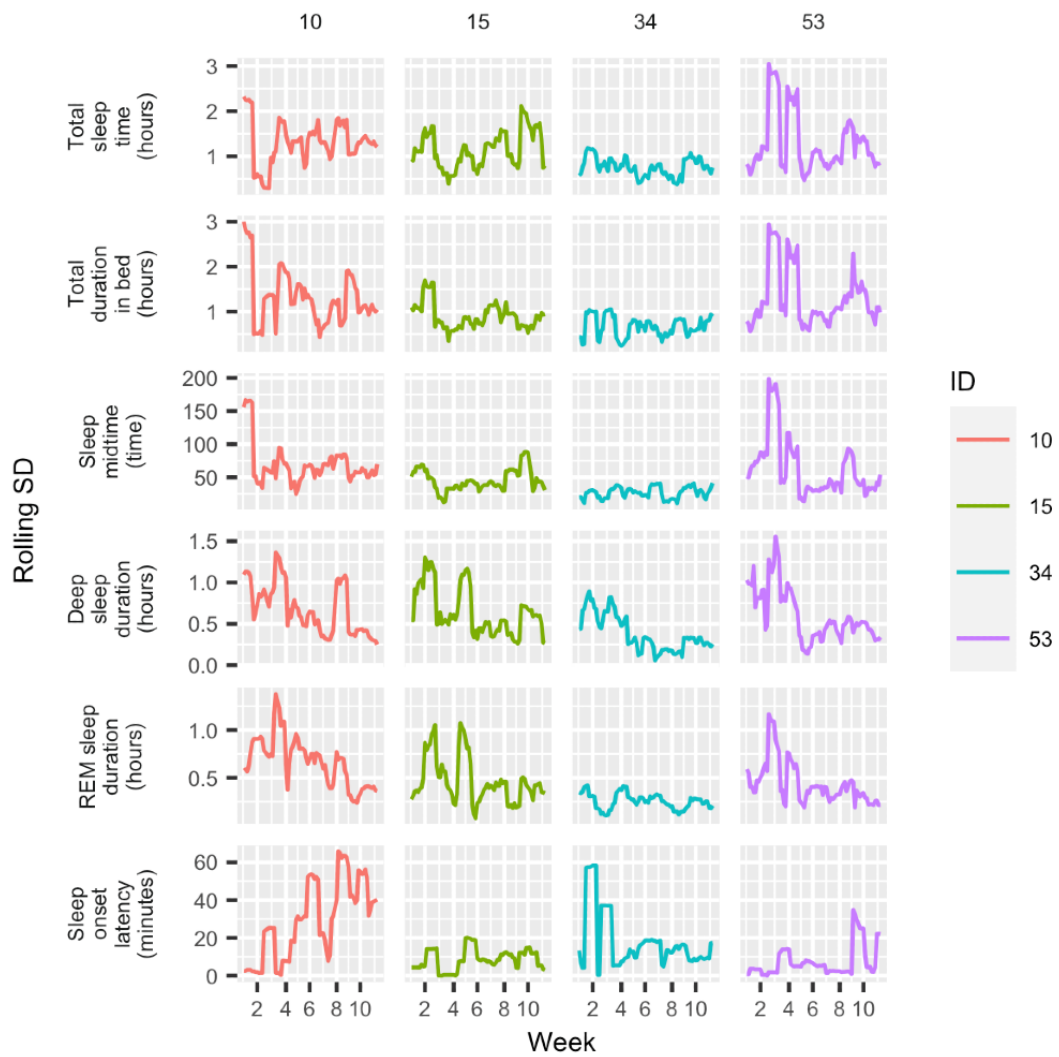 10 15 34 53
Total
sleep
time
(hours)
3
2
1
Total
duration
in bed
(hours)
3
2
1
Sleep
midtime
(time)
200
150
100
50
Deep
sleep
duration
(hours)
1.5
1.0
0.5
0.0
REM sleep
duration
(hours)
1.0
0.5
Sleep
onset
latency
(minutes)
60
40
20
0
2 4 6 8 10 2 4 6 8 10 2 4 6 8 10 2 4 6 8 10
Week
Rolling SD
ID
10
15
34
53